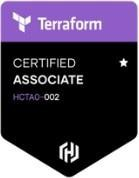 Terraform
CERTIFIED
ASSOCIATE
HCTA0-002